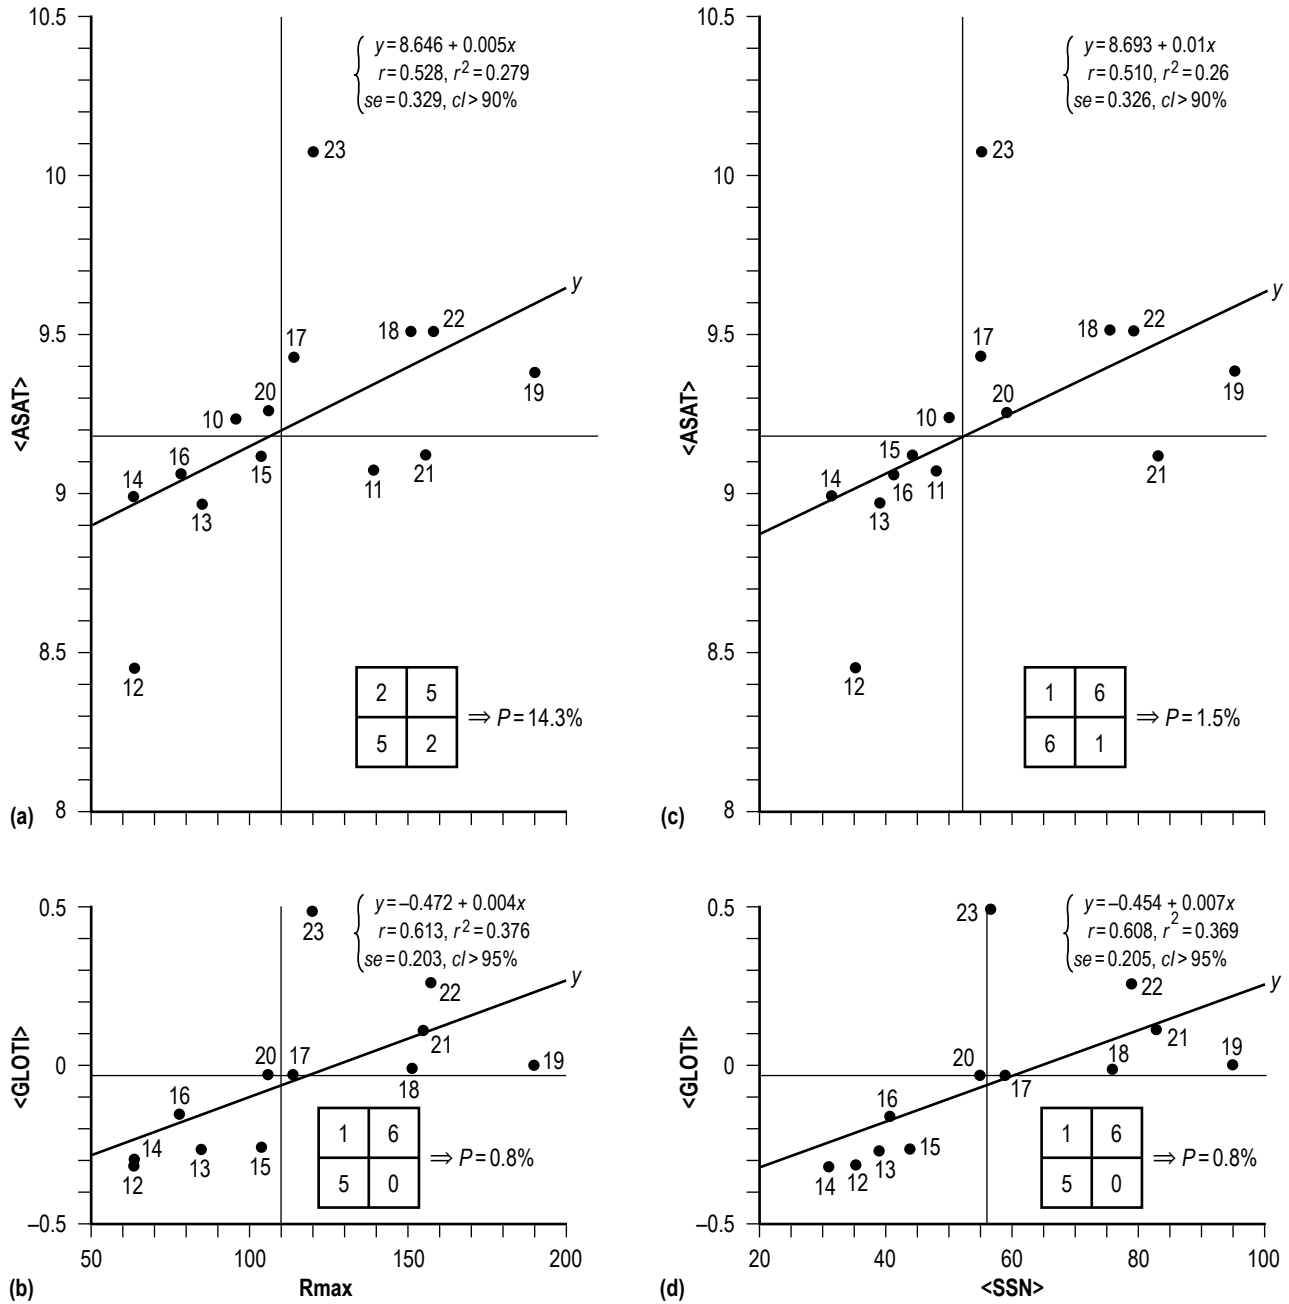 10.5
10
9.5
9
8.5
8
<ASAT>
y = 8.646 + 0.005x
r = 0.528, r² = 0.279
se = 0.329, cl > 90%
23
22
18
17
19
20
10
16
14
15
13
11
21
12
y
2 5
5 2
⇒ P = 14.3%
(a)
10.5
10
9.5
9
8.5
8
<ASAT>
y = 8.693 + 0.01x
r = 0.510, r² = 0.26
se = 0.326, cl > 90%
23
22
18
17
19
20
10
15
14
16
11
13
21
12
y
1 6
6 1
⇒ P = 1.5%
(c)
0.5
0
–0.5
<GLOTI>
y = –0.472 + 0.004x
r = 0.613, r² = 0.376
se = 0.203, cl > 95%
23
22
21
20
17
19
18
16
14
12
13
15
y
1 6
5 0
⇒ P = 0.8%
50
100
150
200
(b)
Rmax
0.5
0
–0.5
<GLOTI>
y = –0.454 + 0.007x
r = 0.608, r² = 0.369
se = 0.205, cl > 95%
23
22
21
20
18
19
17
16
15
14
12
13
y
1 6
5 0
⇒ P = 0.8%
20
40
60
80
100
(d)
<SSN>